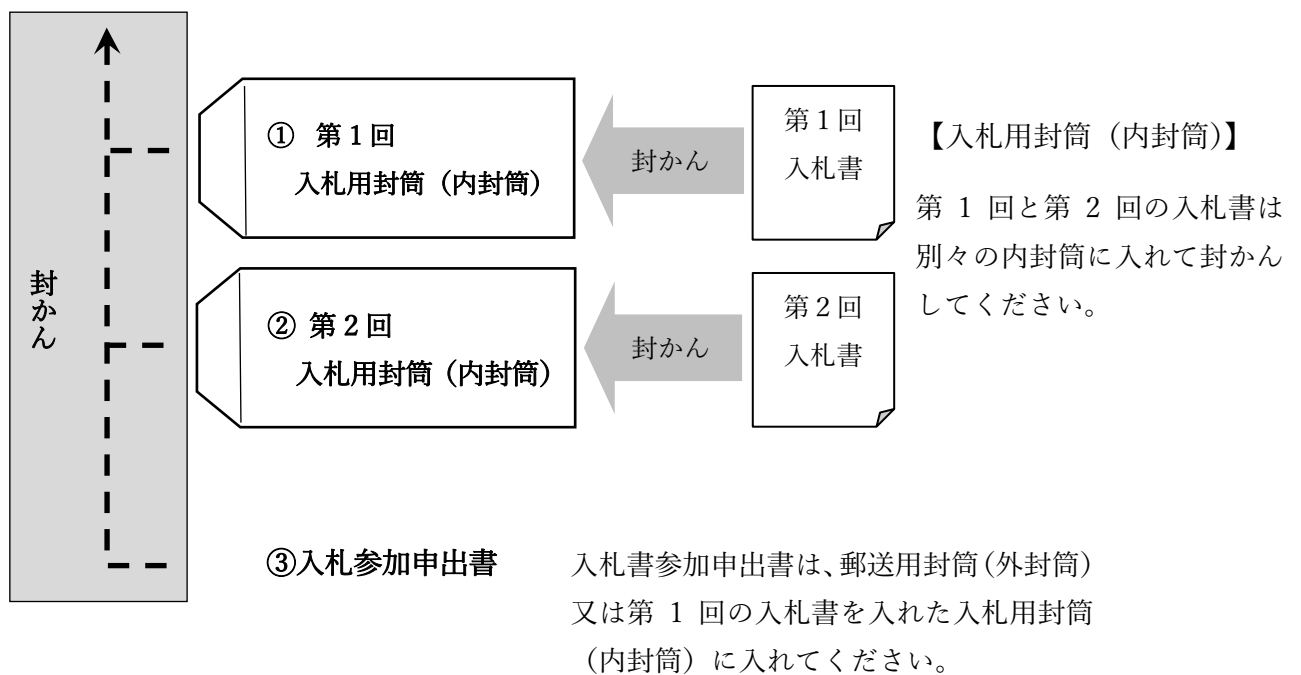 封かん
① 第1回
入札用封筒（内封筒）
封かん
第1回
入札書
【入札用封筒（内封筒）】
第 1 回と第 2 回の入札書は
別々の内封筒に入れて封かん
してください。
② 第2回
入札用封筒（内封筒）
封かん
第2回
入札書
③入札参加申出書
入札書参加申出書は、郵送用封筒（外封筒）
又は第 1 回の入札書を入れた入札用封筒
（内封筒）に入れてください。